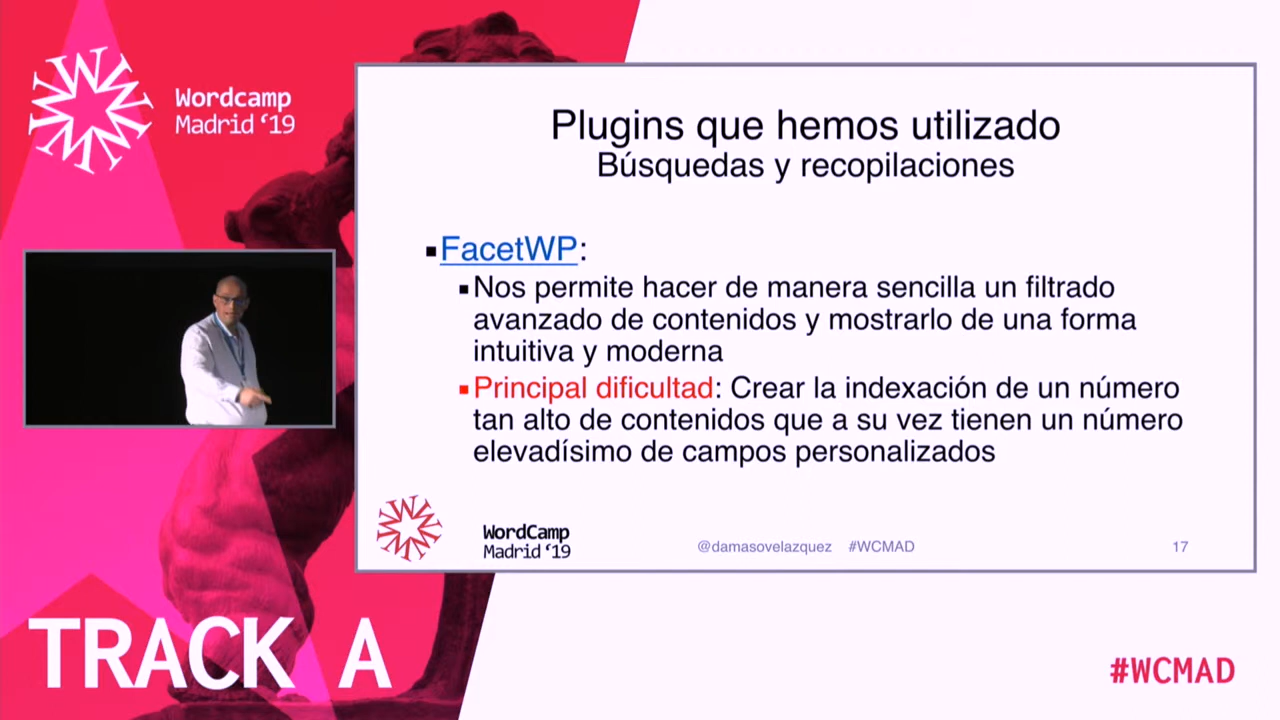 Wordcamp
Madrid ‘19
Plugins que hemos utilizado
Búsquedas y recopilaciones
FacetWP:
Nos permite hacer de manera sencilla un filtrado
avanzado de contenidos y mostrarlo de una forma
intuitiva y moderna
Principal dificultad: Crear la indexación de un número
tan alto de contenidos que a su vez tienen un número
elevadísimo de campos personalizados
WordCamp
Madrid ‘19
@damasovelazquez #WCMAD
17
TRACK A
#WCMAD